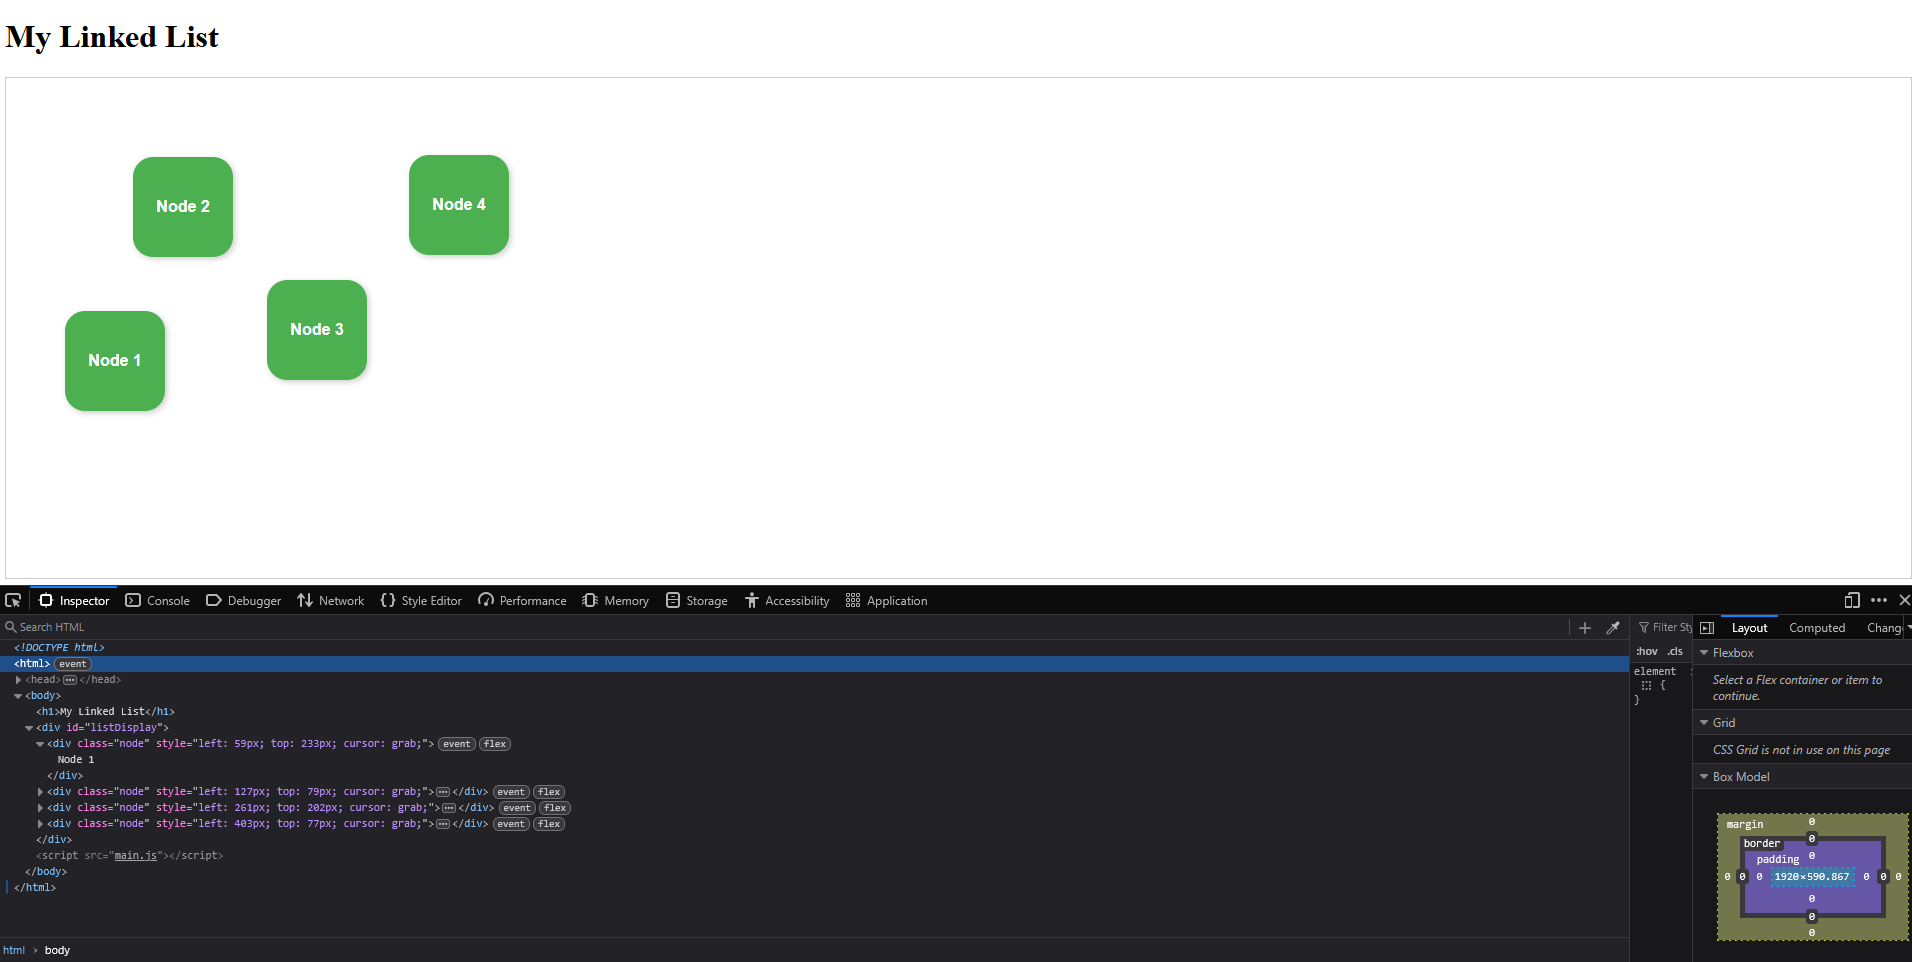 My Linked List
Node 2
Node 4
Node 3
Node 1
Inspector Console Debugger Network Style Editor Performance Memory Storage Accessibility Application
Search HTML
<!DOCTYPE html>
<html> event
<head> </head>
<body>
<h1>My Linked List</h1>
<div id="listDisplay">
<div class="node" style="left: 59px; top: 233px; cursor: grab;"> event flex
Node 1
</div>
<div class="node" style="left: 127px; top: 79px; cursor: grab;"> </div> event flex
<div class="node" style="left: 261px; top: 202px; cursor: grab;"> </div> event flex
<div class="node" style="left: 403px; top: 77px; cursor: grab;"> </div> event flex
</div>
<script src="main.js"></script>
</body>
</html>
html > body
Filter Sty
:hov .cls
element
{
}
Layout Computed Chang
Flexbox
Select a Flex container or item to
continue.
Grid
CSS Grid is not in use on this page
Box Model
margin 0
border 0
padding 0
0 0 0 1920×590.867 0 0 0
0
0
0